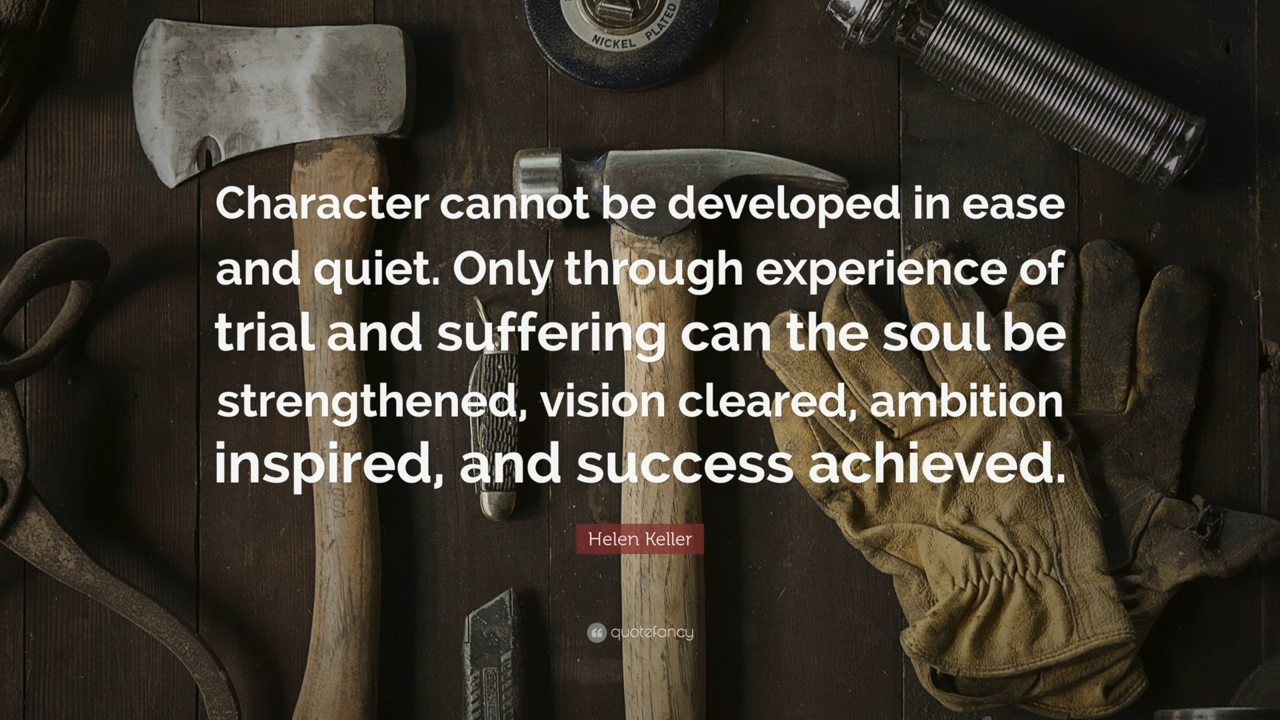 NICKEL PLATED
Character cannot be developed in ease
and quiet. Only through experience of
trial and suffering can the soul be
strengthened, vision cleared, ambition
inspired, and success achieved.
Helen Keller
quotefancy